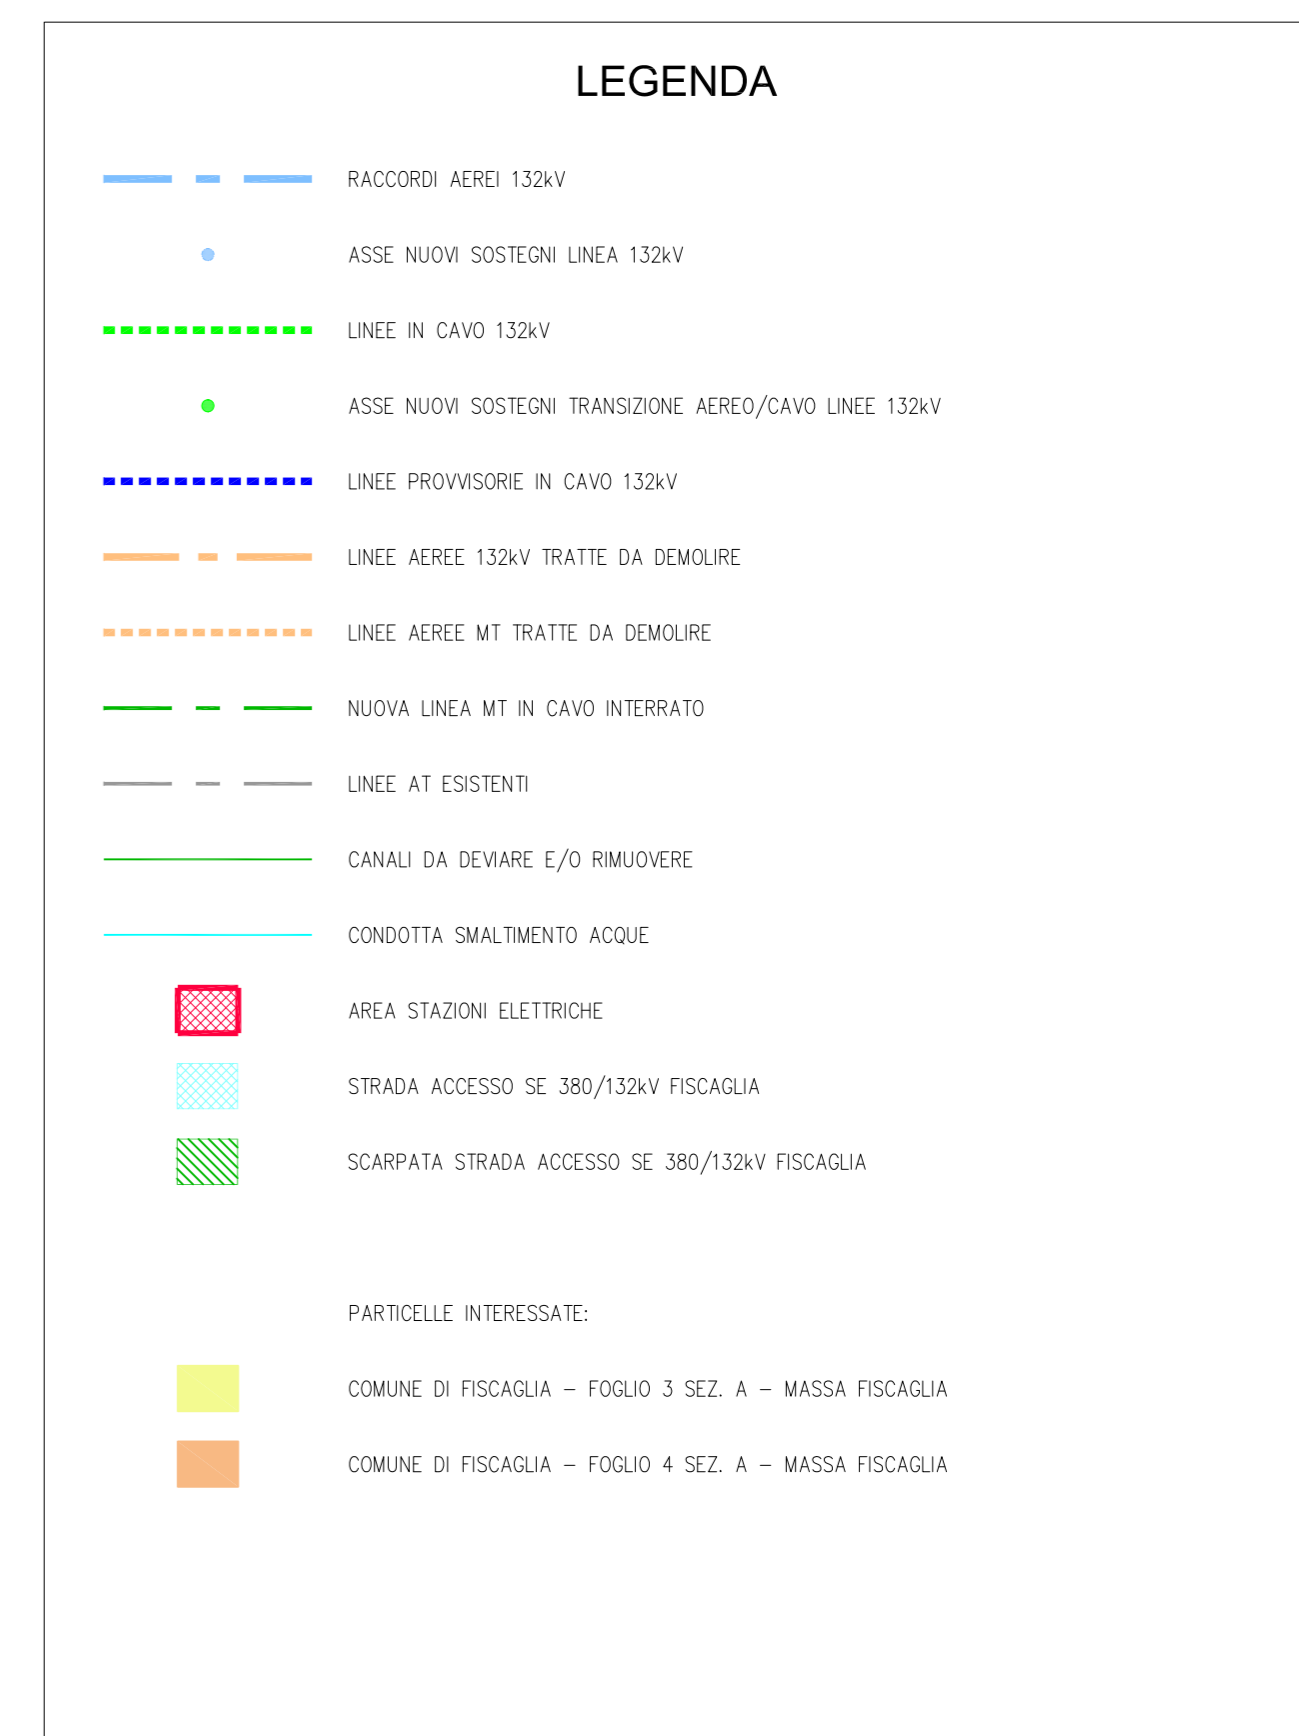 LEGENDA
RACCORDI AEREI 132kV
ASSE NUOVI SOSTEGNI LINEA 132kV
LINEE IN CAVO 132kV
ASSE NUOVI SOSTEGNI TRANSIZIONE AEREO/CAVO LINEE 132kV
LINEE PROVVISORIE IN CAVO 132kV
LINEE AEREE 132kV TRATTE DA DEMOLIRE
LINEE AEREE MT TRATTE DA DEMOLIRE
NUOVA LINEA MT IN CAVO INTERRATO
LINEE AT ESISTENTI
CANALI DA DEVIARE E/O RIMUOVERE
CONDOTTA SMALTIMENTO ACQUE
AREA STAZIONI ELETTRICHE
STRADA ACCESSO SE 380/132kV FISCAGLIA
SCARPATA STRADA ACCESSO SE 380/132kV FISCAGLIA
PARTICELLE INTERESSATE:
COMUNE DI FISCAGLIA – FOGLIO 3 SEZ. A – MASSA FISCAGLIA
COMUNE DI FISCAGLIA – FOGLIO 4 SEZ. A – MASSA FISCAGLIA